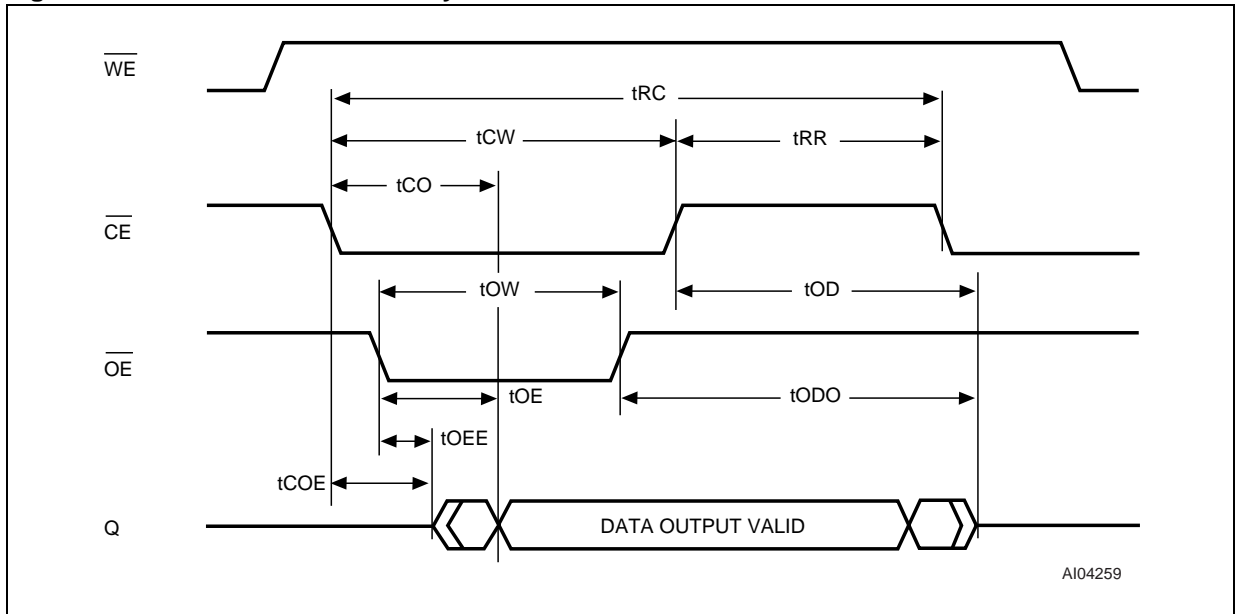 WE
tRC
tCW
tRR
tCO
CE
tOW
tOD
OE
tOE
tODO
tOEE
tCOE
Q
DATA OUTPUT VALID
AI04259